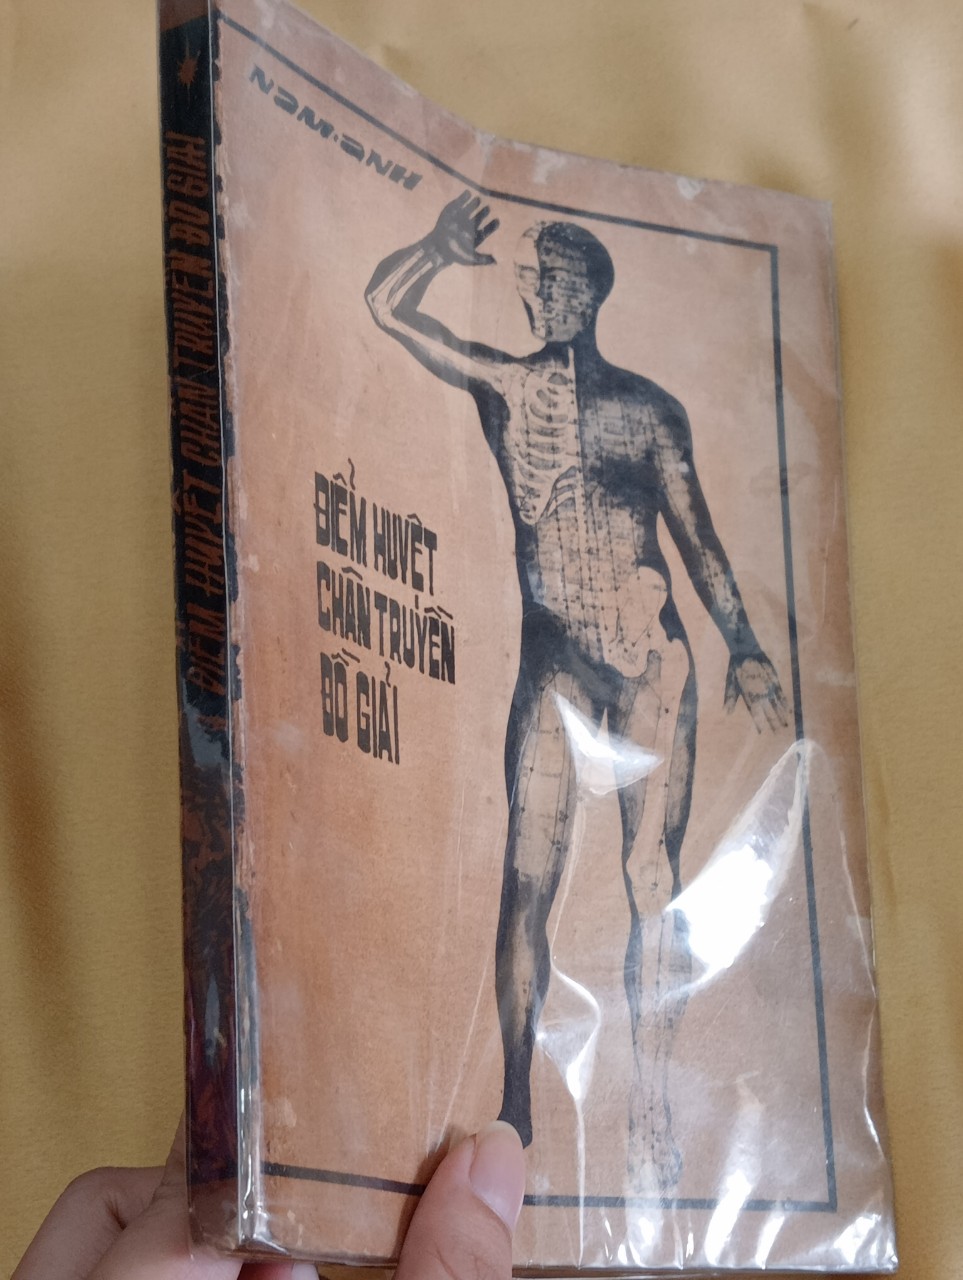 NAM·ANH
ĐIỂM HUYỆT
CHÂN TRUYỀN
ĐỒ GIẢI
ĐIỂM HUYỆT CHÂN TRUYỀN ĐỒ GIẢI